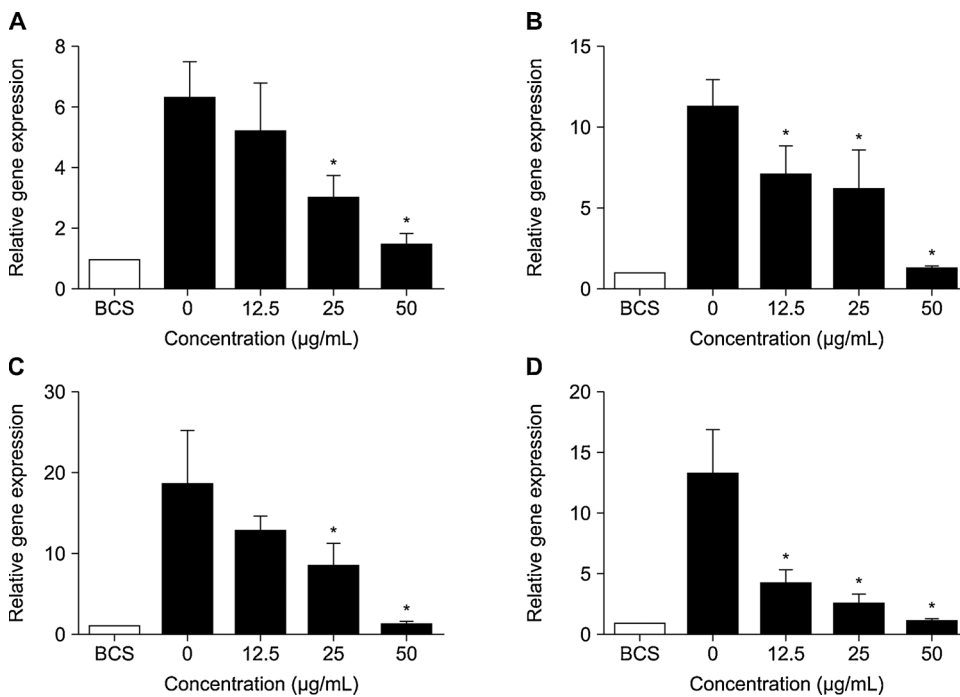 A
Relative gene expression
8
6
4
2
0
*
*
BCS 0 12.5 25 50
Concentration (µg/mL)
B
Relative gene expression
15
10
5
0
*
*
*
BCS 0 12.5 25 50
Concentration (µg/mL)
C
Relative gene expression
30
20
10
0
*
*
BCS 0 12.5 25 50
Concentration (µg/mL)
D
Relative gene expression
20
15
10
5
0
*
*
*
BCS 0 12.5 25 50
Concentration (µg/mL)